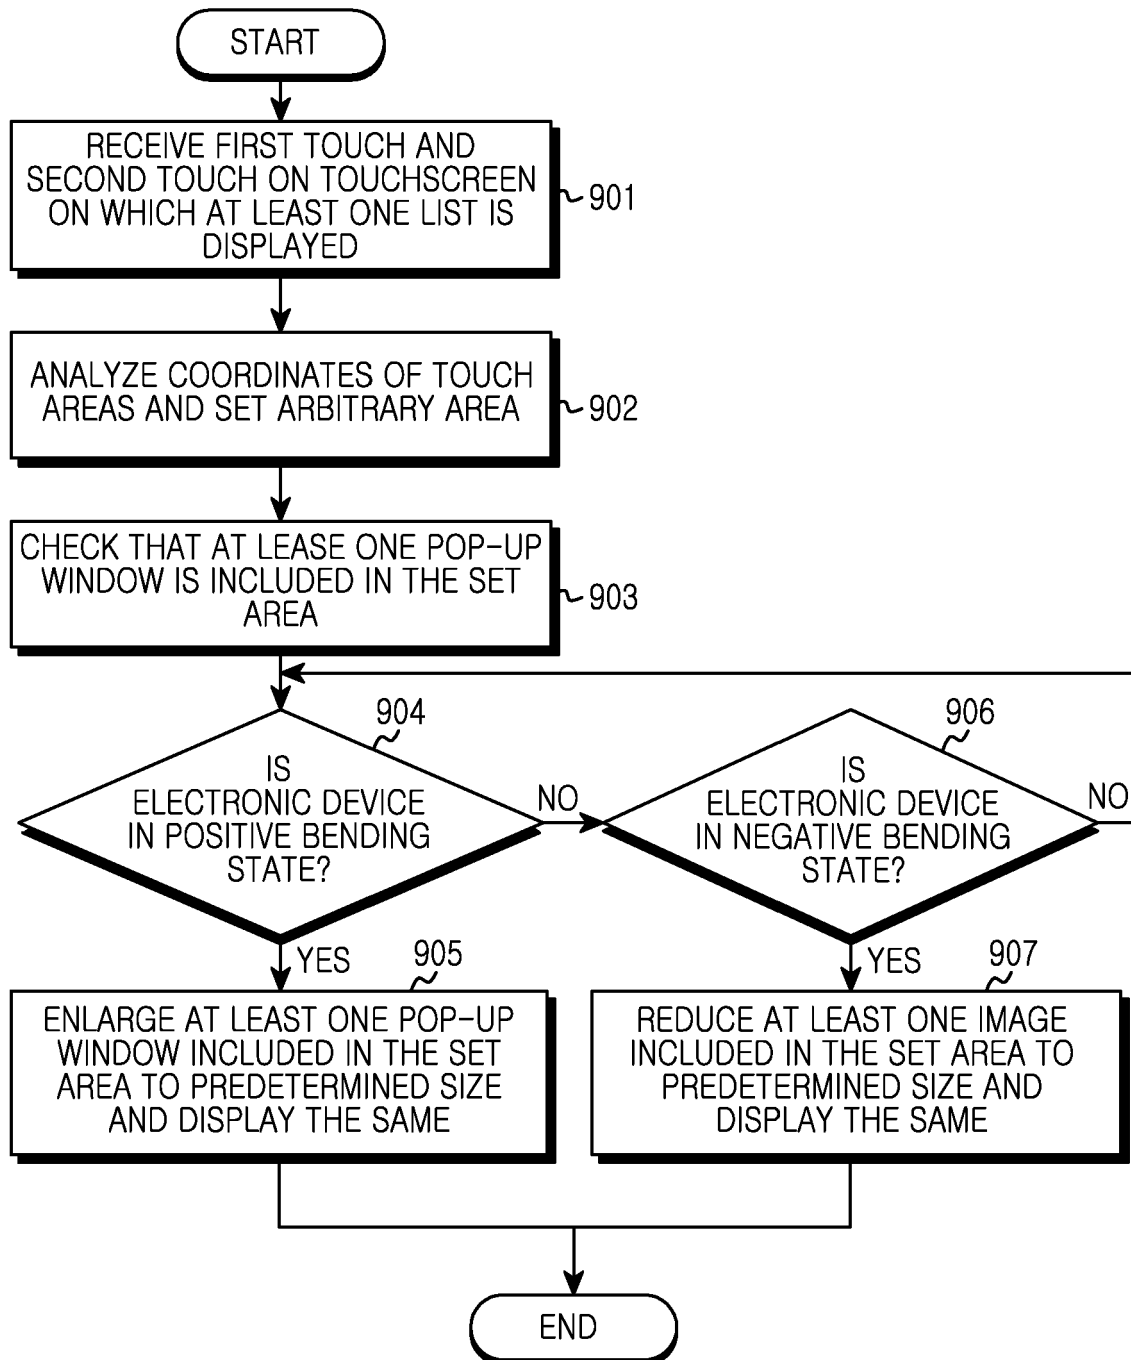 START
RECEIVE FIRST TOUCH AND
SECOND TOUCH ON TOUCHSCREEN
ON WHICH AT LEAST ONE LIST IS
DISPLAYED
901
ANALYZE COORDINATES OF TOUCH
AREAS AND SET ARBITRARY AREA
902
CHECK THAT AT LEASE ONE POP-UP
WINDOW IS INCLUDED IN THE SET
AREA
903
904
IS
ELECTRONIC DEVICE
IN POSITIVE BENDING
STATE?
NO
906
IS
ELECTRONIC DEVICE
IN NEGATIVE BENDING
STATE?
NO
YES
905
ENLARGE AT LEAST ONE POP-UP
WINDOW INCLUDED IN THE SET
AREA TO PREDETERMINED SIZE
AND DISPLAY THE SAME
YES
907
REDUCE AT LEAST ONE IMAGE
INCLUDED IN THE SET AREA TO
PREDETERMINED SIZE AND
DISPLAY THE SAME
END